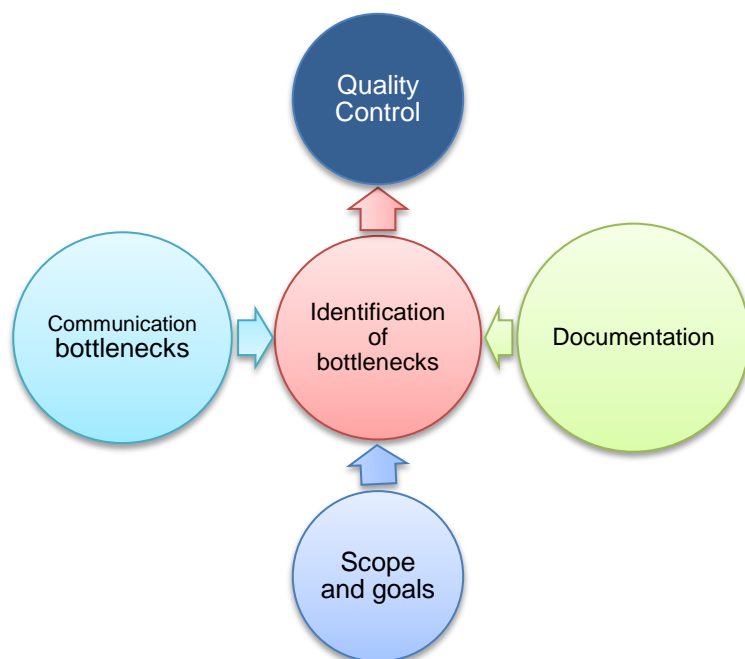 Quality
Control
Communication
bottlenecks
Identification
of
bottlenecks
Documentation
Scope
and goals